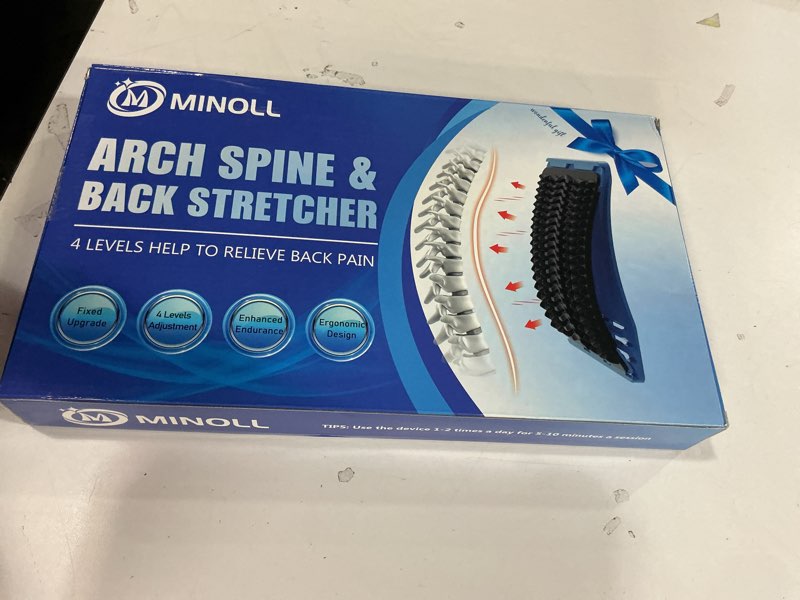 MINOLL
wonderful gift
ARCH SPINE &
BACK STRETCHER
4 LEVELS HELP TO RELIEVE BACK PAIN
Fixed
Upgrade
4 Levels
Adjustment
Enhanced
Endurance
Ergonomic
Design
MINOLL
TIPS: Use the device 1-2 times a day for 5-10 minutes a session